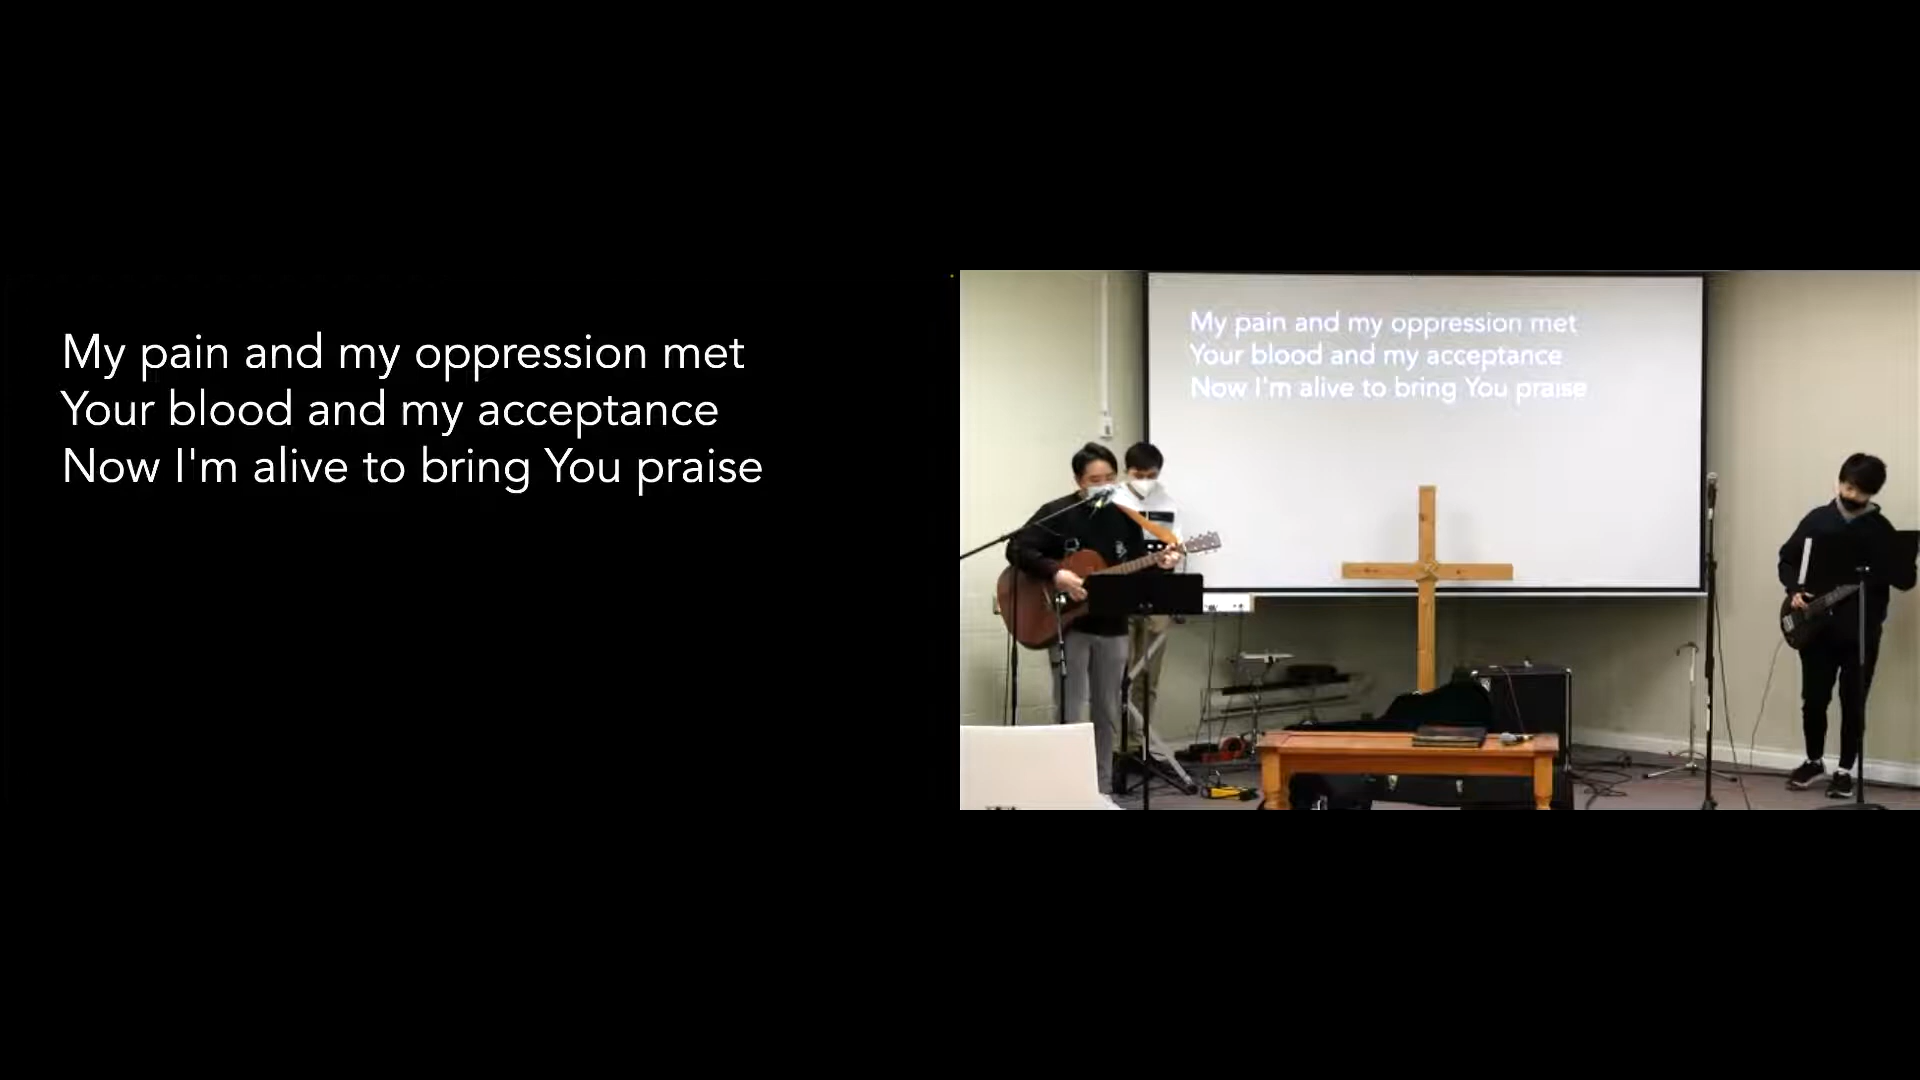 My pain and my oppression met
Your blood and my acceptance
Now I'm alive to bring You praise
My pain and my oppression met
Your blood and my acceptance
Now I'm alive to bring You praise